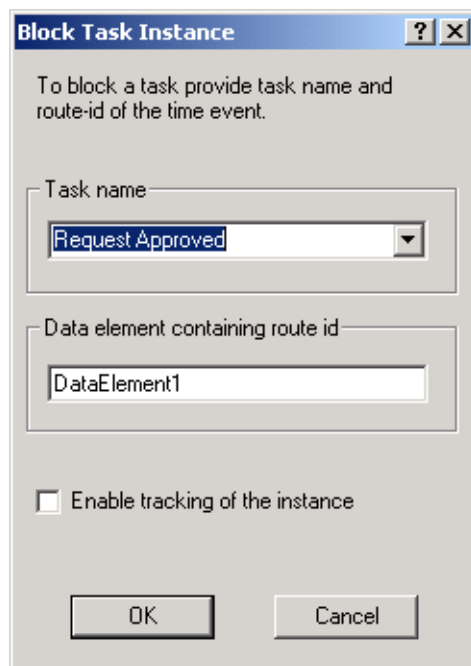 Block Task Instance
To block a task provide task name and
route-id of the time event.
Task name
Request Approved
Data element containing route id
DataElement1
Enable tracking of the instance
OK
Cancel